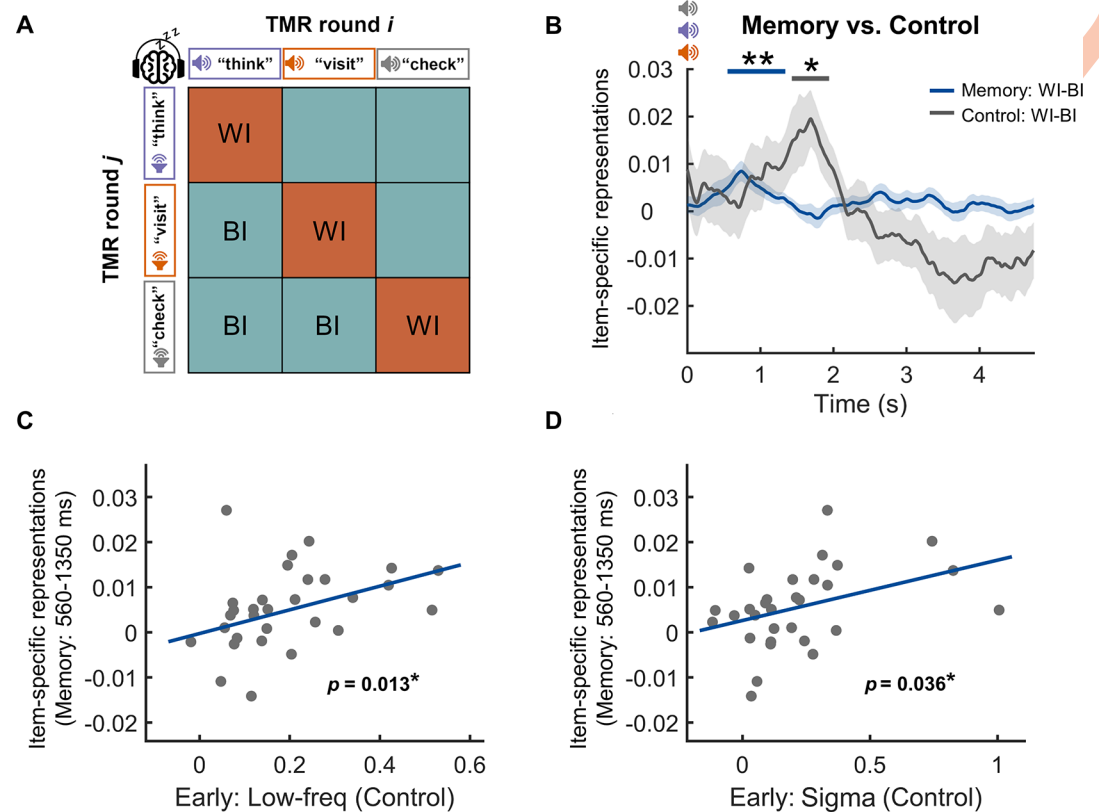 A
TMR round i
z z z
"think"
"visit"
"check"
TMR round j
"think"
"visit"
"check"
WI
BI
WI
BI
BI
WI
B
Memory vs. Control
**
*
Memory: WI-BI
Control: WI-BI
Item-specific representations
0.03
0.02
0.01
0
-0.01
-0.02
0
1
2
3
4
Time (s)
C
Item-specific representations
(Memory: 560-1350 ms)
0.03
0.02
0.01
0
-0.01
-0.02
p = 0.013*
0
0.2
0.4
0.6
Early: Low-freq (Control)
D
Item-specific representations
(Memory: 560-1350 ms)
0.03
0.02
0.01
0
-0.01
-0.02
p = 0.036*
0
0.5
1
Early: Sigma (Control)